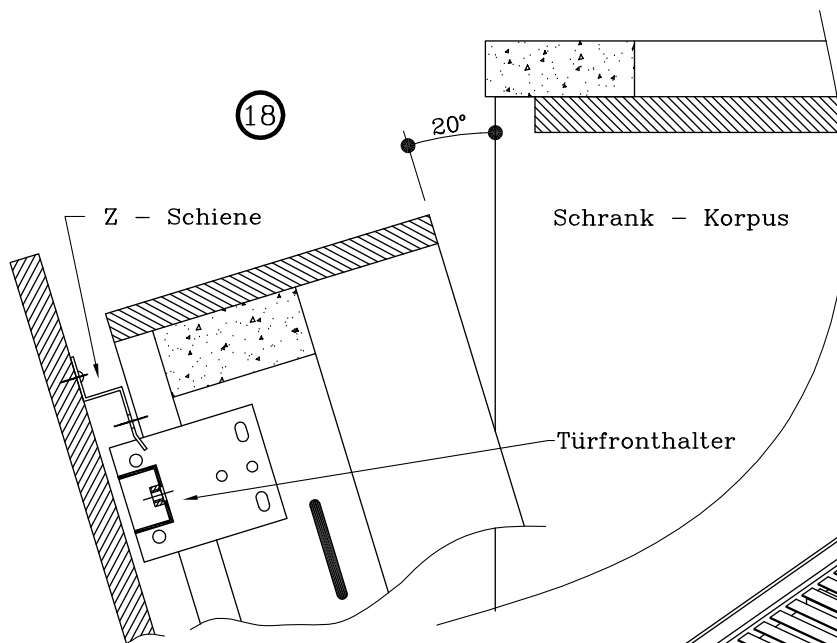 18
20°
Z – Schiene
Schrank – Korpus
Türfronthalter